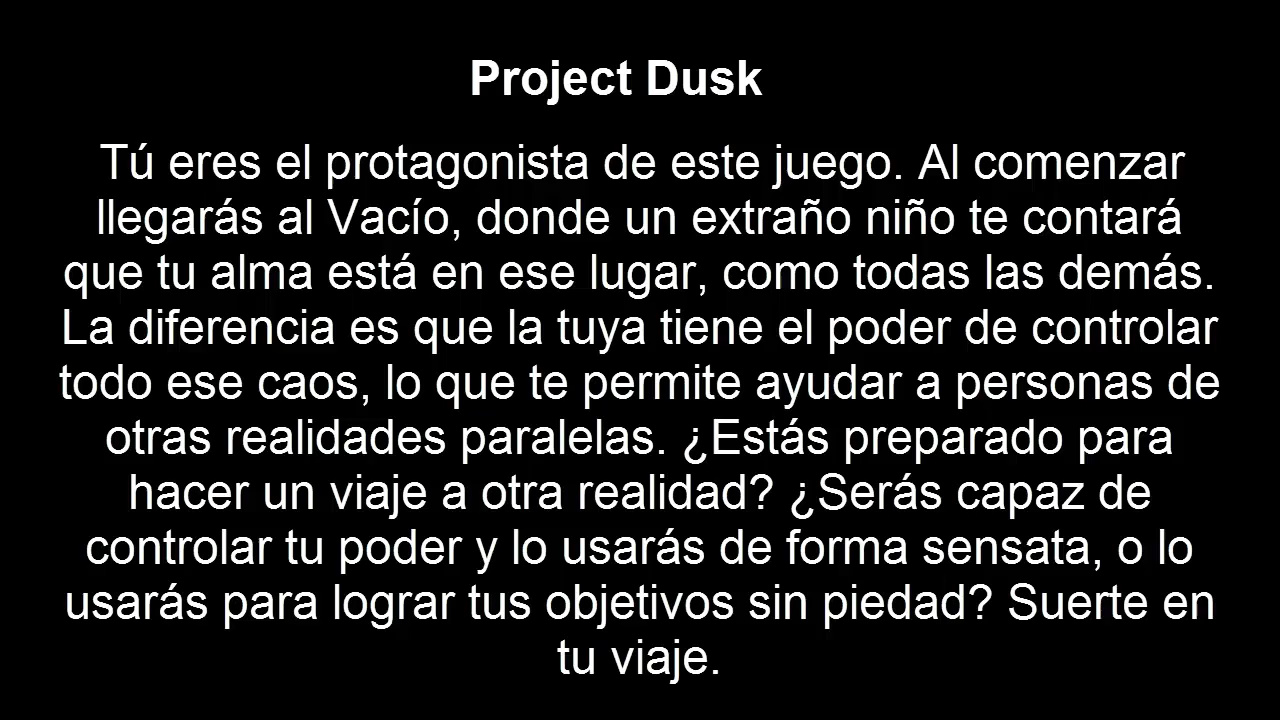 Project Dusk
Tú eres el protagonista de este juego. Al comenzar
llegarás al Vacío, donde un extraño niño te contará
que tu alma está en ese lugar, como todas las demás.
La diferencia es que la tuya tiene el poder de controlar
todo ese caos, lo que te permite ayudar a personas de
otras realidades paralelas. ¿Estás preparado para
hacer un viaje a otra realidad? ¿Serás capaz de
controlar tu poder y lo usarás de forma sensata, o lo
usarás para lograr tus objetivos sin piedad? Suerte en
tu viaje.